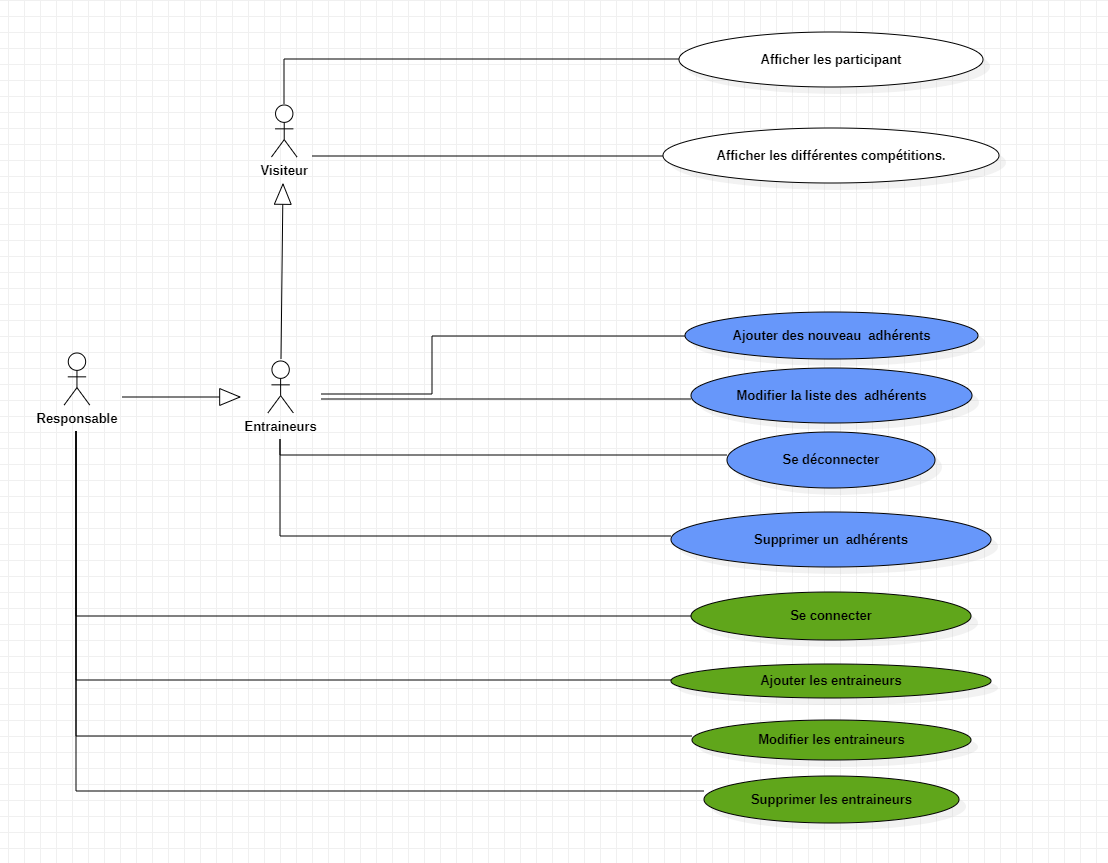 Afficher les participant
Afficher les différentes compétitions.
Visiteur
Ajouter des nouveau  adhérents
Modifier la liste des  adhérents
Responsable
Entraineurs
Se déconnecter
Supprimer un  adhérents
Se connecter
Ajouter les entraineurs
Modifier les entraineurs
Supprimer les entraineurs